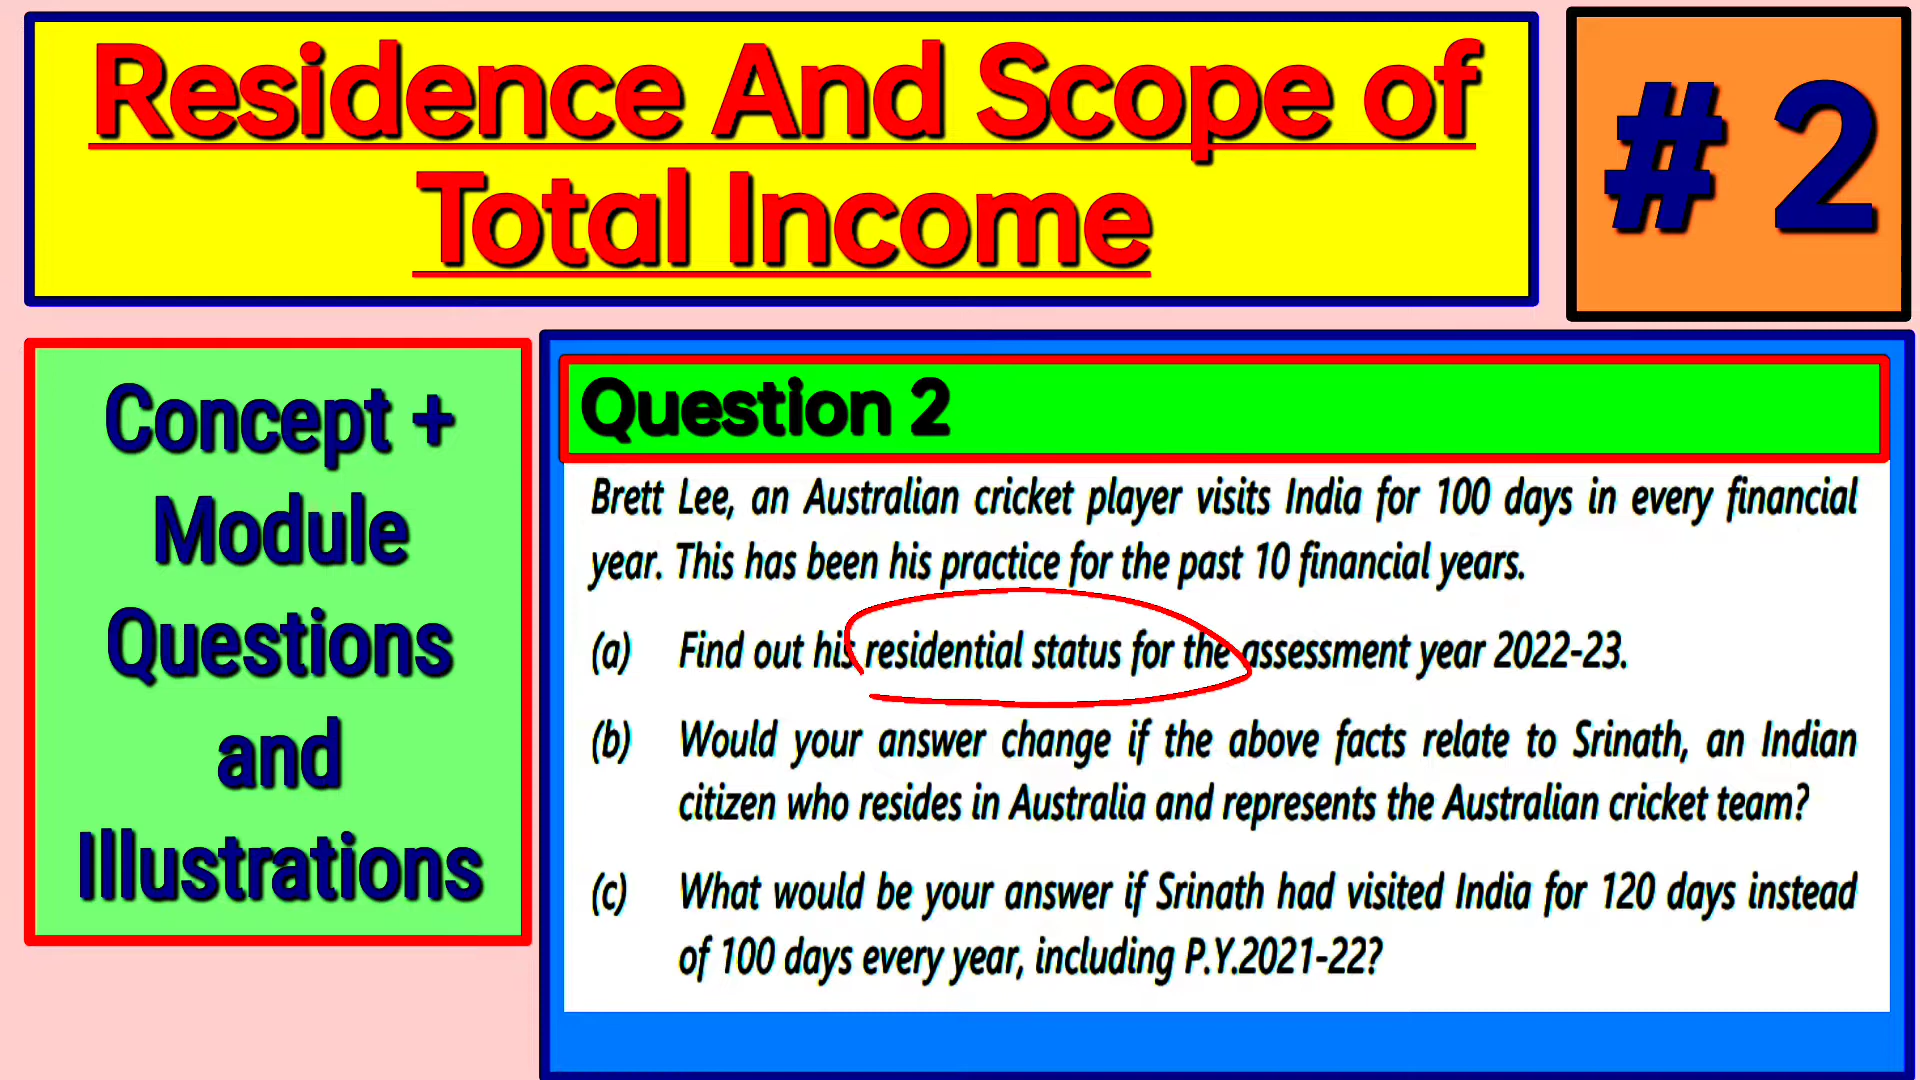 Residence And Scope of
Total Income
# 2
Concept +
Module
Questions
and
Illustrations
Question 2
Brett Lee, an Australian cricket player visits India for 100 days in every financial
year. This has been his practice for the past 10 financial years.
(a) Find out his residential status for the assessment year 2022-23.
(b) Would your answer change if the above facts relate to Srinath, an Indian
citizen who resides in Australia and represents the Australian cricket team?
(c) What would be your answer if Srinath had visited India for 120 days instead
of 100 days every year, including P.Y.2021-22?